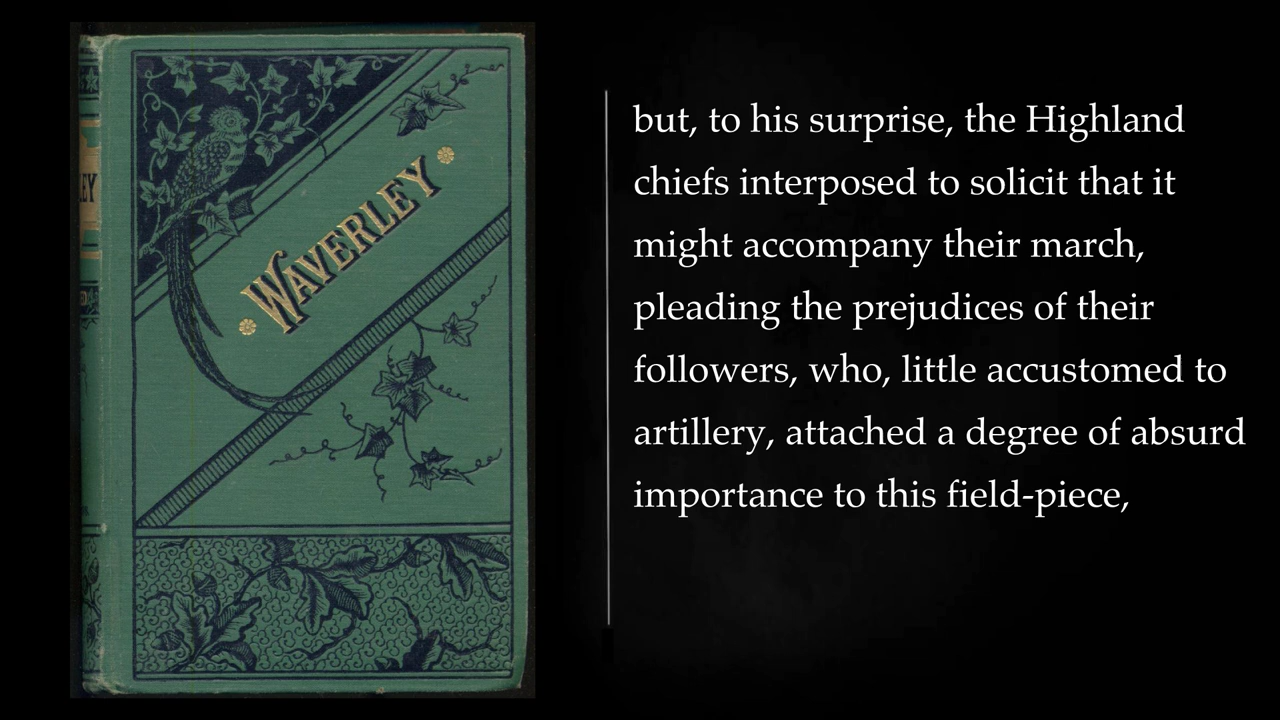 WAVERLEY
but, to his surprise, the Highland
chiefs interposed to solicit that it
might accompany their march,
pleading the prejudices of their
followers, who, little accustomed to
artillery, attached a degree of absurd
importance to this field-piece,